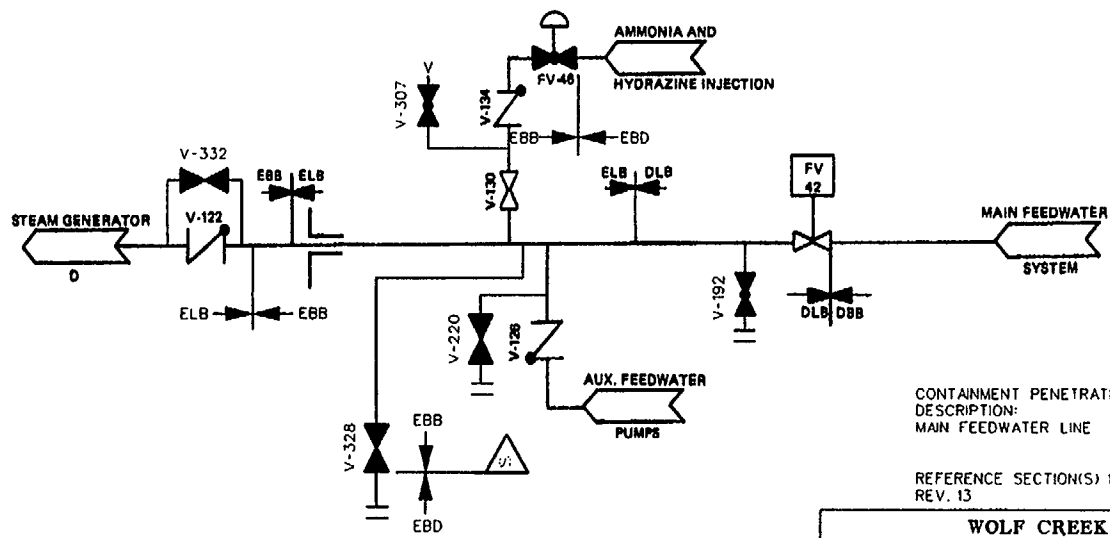 AMMONIA AND
HYDRAZINE INJECTION
FV-46
V
V-307
V-134
EBB
EBD
V-332
V-122
EBB
ELB
V-130
ELB
DLB
FV
42
STEAM GENERATOR
D
MAIN FEEDWATER
SYSTEM
ELB
EBB
V-192
DLB
DBB
V-220
V-126
AUX. FEEDWATER
PUMPS
V-328
EBB
EBD
CONTAINMENT PENETRAT
DESCRIPTION:
MAIN FEEDWATER LINE
REFERENCE SECTION(S)
REV. 13
WOLF CREEK